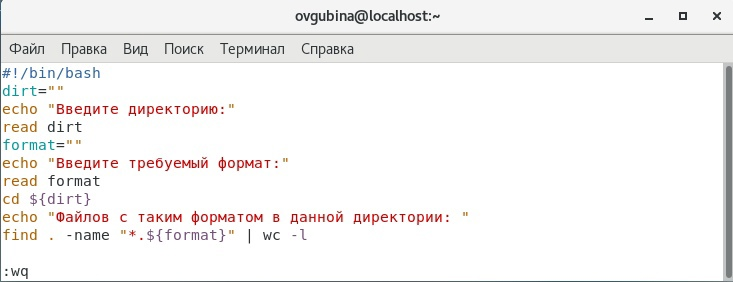 ovgubina@localhost:~
Файл Правка Вид Поиск Терминал Справка
#!/bin/bash
dirt=""
echo "Введите директорию:"
read dirt
format=""
echo "Введите требуемый формат:"
read format
cd ${dirt}
echo "Файлов с таким форматом в данной директории: "
find . -name "*.${format}" | wc -l
:wq